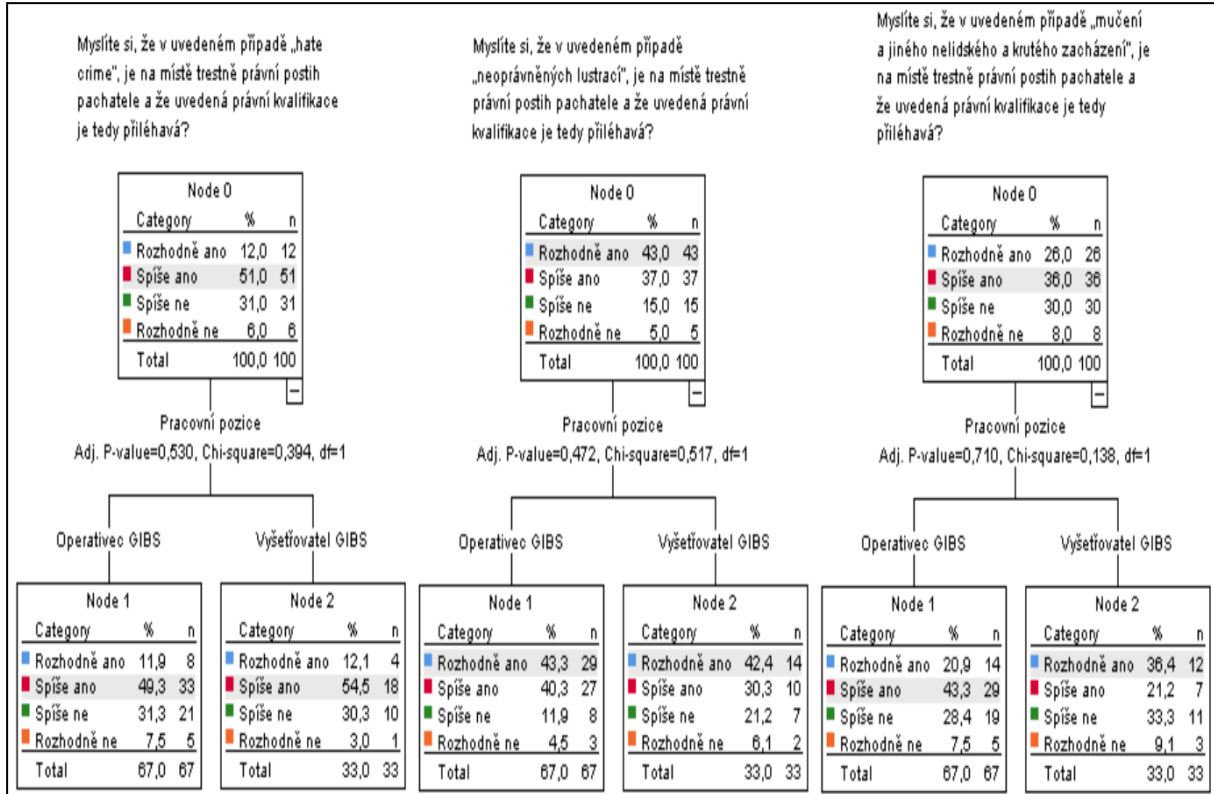 Myslíte si, že v uvedeném případě „hate
crime", je na místě trestně právní postih
pachatele a že uvedená právní kvalifikace
je tedy přiléhavá?
Node 0
Category % n
Rozhodně ano 12,0 12
Spíše ano 51,0 51
Spíše ne 31,0 31
Rozhodně ne 6,0 6
Total 100,0 100
Pracovní pozice
Adj. P-value=0,530, Chi-square=0,394, df=1
Operativec GIBS
Node 1
Category % n
Rozhodně ano 11,9 8
Spíše ano 49,3 33
Spíše ne 31,3 21
Rozhodně ne 7,5 5
Total 67,0 67
Vyšetřovatel GIBS
Node 2
Category % n
Rozhodně ano 12,1 4
Spíše ano 54,5 18
Spíše ne 30,3 10
Rozhodně ne 3,0 1
Total 33,0 33
Myslíte si, že v uvedeném případě
„neoprávněných lustrací", je na místě trestně
právní postih pachatele a že uvedená právní
kvalifikace je tedy přiléhavá?
Node 0
Category % n
Rozhodně ano 43,0 43
Spíše ano 37,0 37
Spíše ne 15,0 15
Rozhodně ne 5,0 5
Total 100,0 100
Pracovní pozice
Adj. P-value=0,472, Chi-square=0,517, df=1
Operativec GIBS
Node 1
Category % n
Rozhodně ano 43,3 29
Spíše ano 40,3 27
Spíše ne 11,9 8
Rozhodně ne 4,5 3
Total 67,0 67
Vyšetřovatel GIBS
Node 2
Category % n
Rozhodně ano 42,4 14
Spíše ano 30,3 10
Spíše ne 21,2 7
Rozhodně ne 6,1 2
Total 33,0 33
Myslíte si, že v uvedeném případě „mučení
a jiného nelidského a krutého zacházení", je
na místě trestně právní postih pachatele a
že uvedená právní kvalifikace je tedy
přiléhavá?
Node 0
Category % n
Rozhodně ano 26,0 26
Spíše ano 36,0 36
Spíše ne 30,0 30
Rozhodně ne 8,0 8
Total 100,0 100
Pracovní pozice
Adj. P-value=0,710, Chi-square=0,138, df=1
Operativec GIBS
Node 1
Category % n
Rozhodně ano 20,9 14
Spíše ano 43,3 29
Spíše ne 28,4 19
Rozhodně ne 7,5 5
Total 67,0 67
Vyšetřovatel GIBS
Node 2
Category % n
Rozhodně ano 36,4 12
Spíše ano 21,2 7
Spíše ne 33,3 11
Rozhodně ne 9,1 3
Total 33,0 33